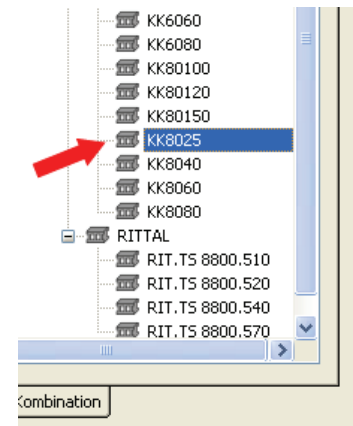 KK6060
KK6080
KK80100
KK80120
KK80150
KK8025
KK8040
KK8060
KK8080
RITTAL
RIT.TS 8800.510
RIT.TS 8800.520
RIT.TS 8800.540
RIT.TS 8800.570
Kombination